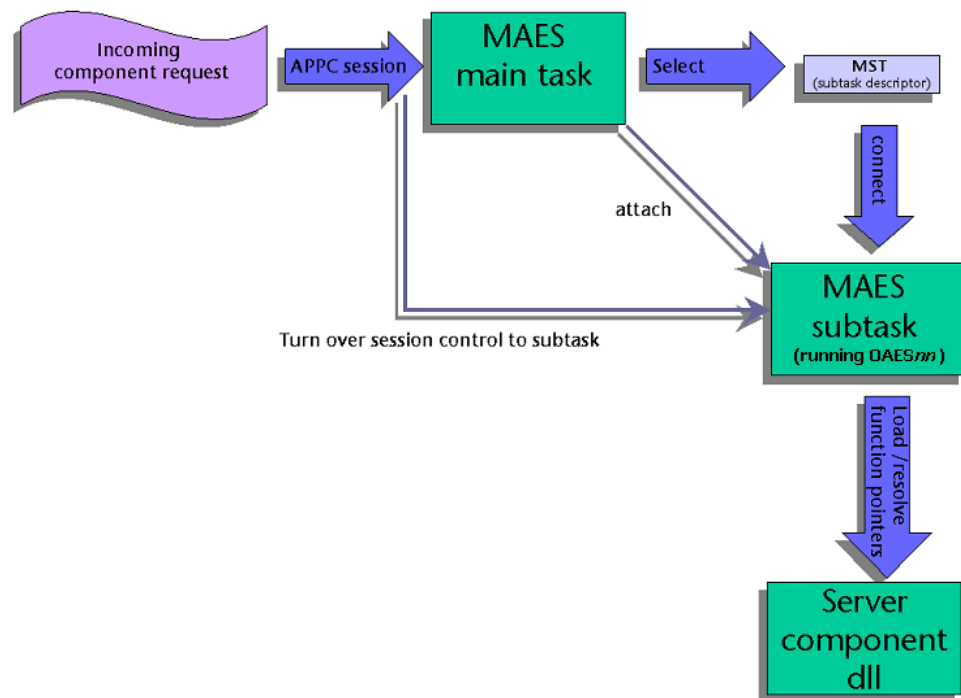 Incoming
component request
APPC session
MAES
main task
Select
MST
(subtask descriptor)
connect
attach
MAES
subtask
(running OAESnn )
Turn over session control to subtask
Load /resolve
function pointers
Server
component
dll